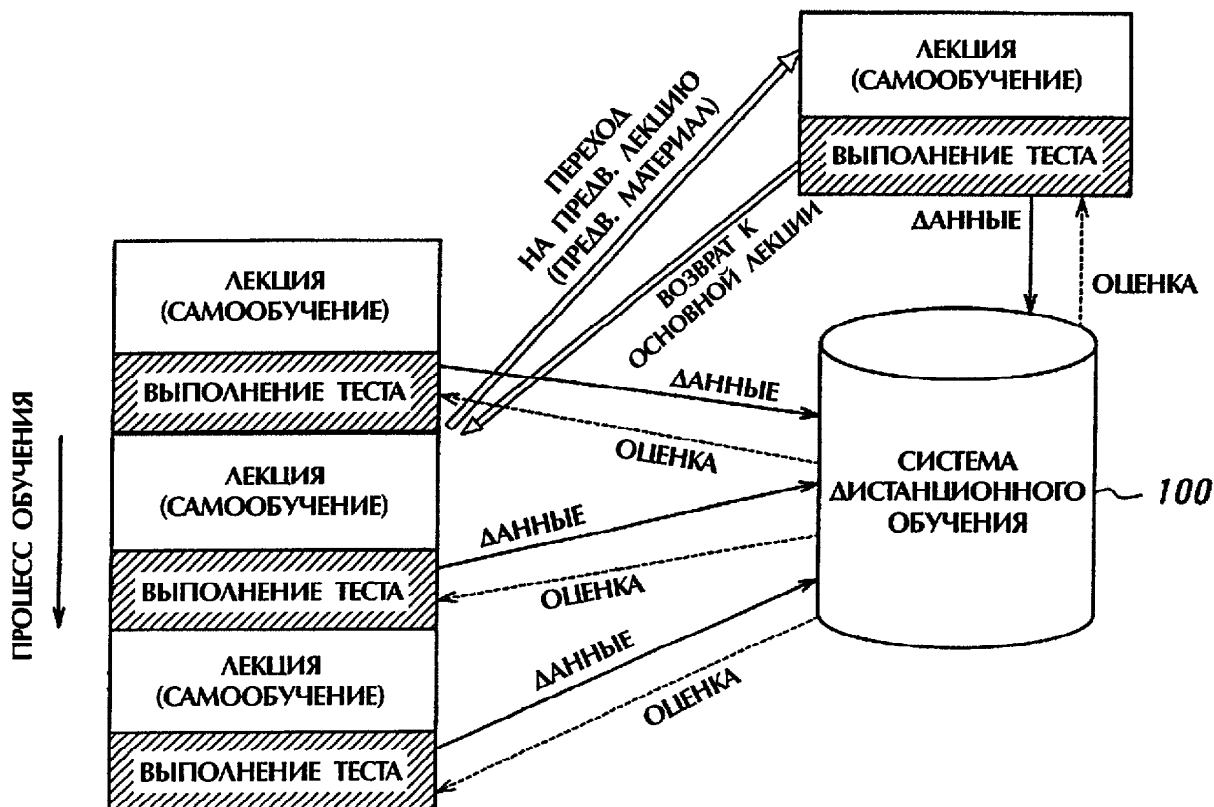 ЛЕКЦИЯ
(САМООБУЧЕНИЕ)
ВЫПОЛНЕНИЕ ТЕСТА
ДАННЫЕ
ОЦЕНКА
ПЕРЕХОД
НА ПРЕДВ. ЛЕКЦИЮ
(ПРЕДВ. МАТЕРИАЛ)
ВОЗВРАТ К
ОСНОВНОЙ ЛЕКЦИИ
ЛЕКЦИЯ
(САМООБУЧЕНИЕ)
ВЫПОЛНЕНИЕ ТЕСТА
ДАННЫЕ
ОЦЕНКА
ЛЕКЦИЯ
(САМООБУЧЕНИЕ)
ВЫПОЛНЕНИЕ ТЕСТА
ДАННЫЕ
ОЦЕНКА
ЛЕКЦИЯ
(САМООБУЧЕНИЕ)
ВЫПОЛНЕНИЕ ТЕСТА
ДАННЫЕ
ОЦЕНКА
СИСТЕМА
ДИСТАНЦИОННОГО
ОБУЧЕНИЯ
100
ПРОЦЕСС ОБУЧЕНИЯ